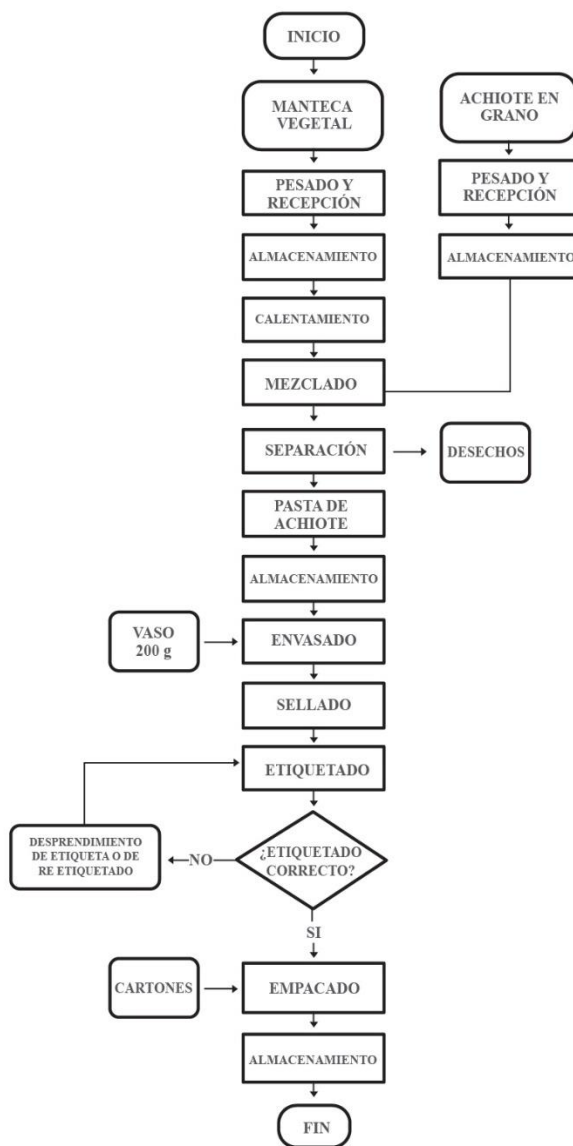 INICIO
MANTECA
VEGETAL
ACHIOTE EN
GRANO
PESADO Y
RECEPCIÓN
PESADO Y
RECEPCIÓN
ALMACENAMIENTO
ALMACENAMIENTO
CALENTAMIENTO
MEZCLADO
SEPARACIÓN
DESECHOS
PASTA DE
ACHIOTE
ALMACENAMIENTO
VASO
200 g
ENVASADO
SELLADO
ETIQUETADO
DESPRENDIMIENTO
DE ETIQUETA O DE
RE ETIQUETADO
NO
¿ETIQUETADO
CORRECTO?
SI
CARTONES
EMPACADO
ALMACENAMIENTO
FIN